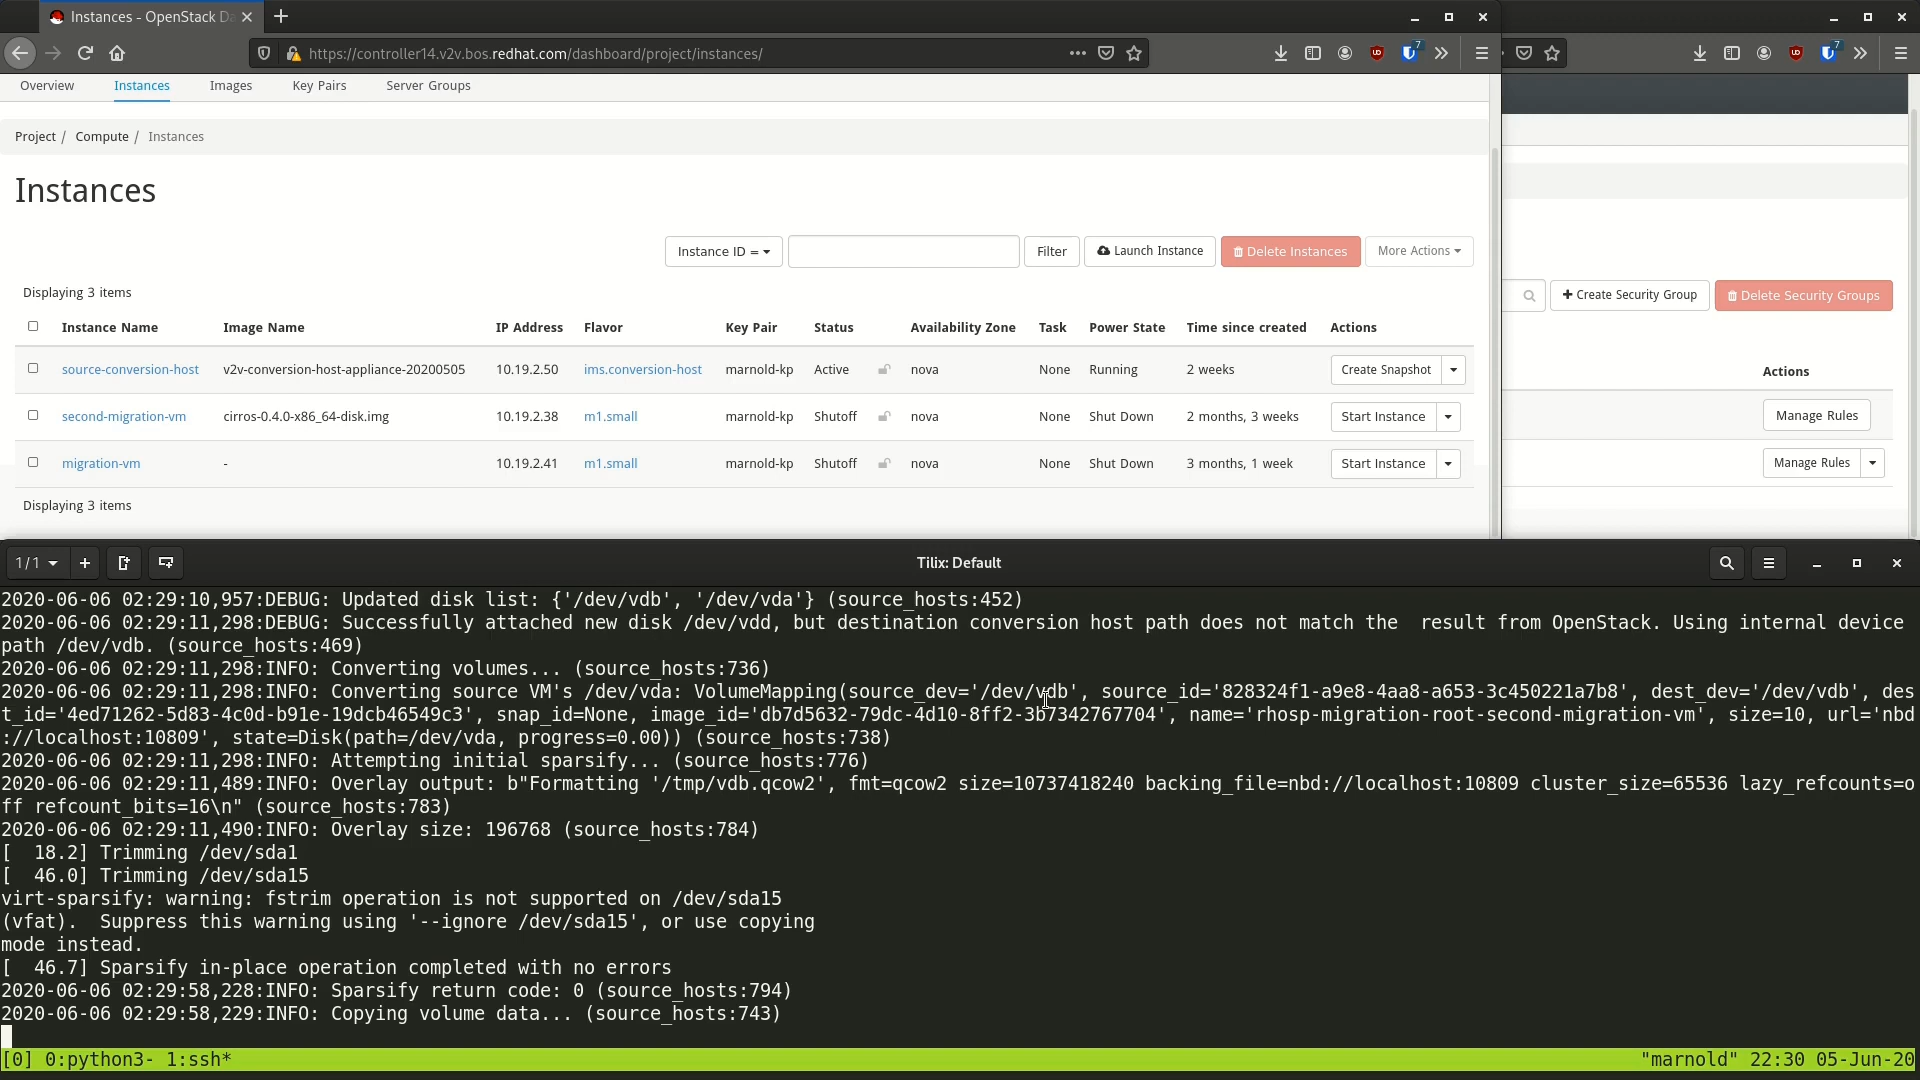 Instances - OpenStack Da
https://controller14.v2v.bos.redhat.com/dashboard/project/instances/
7
7
Overview Instances Images Key Pairs Server Groups
Project / Compute / Instances
Instances
Instance ID = Filter Launch Instance Delete Instances More Actions
Create Security Group Delete Security Groups
Displaying 3 items
Instance Name Image Name IP Address Flavor Key Pair Status Availability Zone Task Power State Time since created Actions
source-conversion-host v2v-conversion-host-appliance-20200505 10.19.2.50 ims.conversion-host marnold-kp Active nova None Running 2 weeks Create Snapshot
second-migration-vm cirros-0.4.0-x86_64-disk.img 10.19.2.38 m1.small marnold-kp Shutoff nova None Shut Down 2 months, 3 weeks Start Instance
migration-vm - 10.19.2.41 m1.small marnold-kp Shutoff nova None Shut Down 3 months, 1 week Start Instance
Displaying 3 items
Actions
Manage Rules
Manage Rules
1/1 Tilix: Default
2020-06-06 02:29:10,957:DEBUG: Updated disk list: {'/dev/vdb', '/dev/vda'} (source_hosts:452)
2020-06-06 02:29:11,298:DEBUG: Successfully attached new disk /dev/vdd, but destination conversion host path does not match the  result from OpenStack. Using internal device
path /dev/vdb. (source_hosts:469)
2020-06-06 02:29:11,298:INFO: Converting volumes... (source_hosts:736)
2020-06-06 02:29:11,298:INFO: Converting source VM's /dev/vda: VolumeMapping(source_dev='/dev/vdb', source_id='828324f1-a9e8-4aa8-a653-3c450221a7b8', dest_dev='/dev/vdb', des
t_id='4ed71262-5d83-4c0d-b91e-19dcb46549c3', snap_id=None, image_id='db7d5632-79dc-4d10-8ff2-3b7342767704', name='rhosp-migration-root-second-migration-vm', size=10, url='nbd
://localhost:10809', state=Disk(path=/dev/vda, progress=0.00)) (source_hosts:738)
2020-06-06 02:29:11,298:INFO: Attempting initial sparsify... (source_hosts:776)
2020-06-06 02:29:11,489:INFO: Overlay output: b"Formatting '/tmp/vdb.qcow2', fmt=qcow2 size=10737418240 backing_file=nbd://localhost:10809 cluster_size=65536 lazy_refcounts=o
ff refcount_bits=16\n" (source_hosts:783)
2020-06-06 02:29:11,490:INFO: Overlay size: 196768 (source_hosts:784)
[  18.2] Trimming /dev/sda1
[  46.0] Trimming /dev/sda15
virt-sparsify: warning: fstrim operation is not supported on /dev/sda15
(vfat).  Suppress this warning using '--ignore /dev/sda15', or use copying
mode instead.
[  46.7] Sparsify in-place operation completed with no errors
2020-06-06 02:29:58,228:INFO: Sparsify return code: 0 (source_hosts:794)
2020-06-06 02:29:58,229:INFO: Copying volume data... (source_hosts:743)
[0] 0:python3- 1:ssh* "marnold" 22:30 05-Jun-20